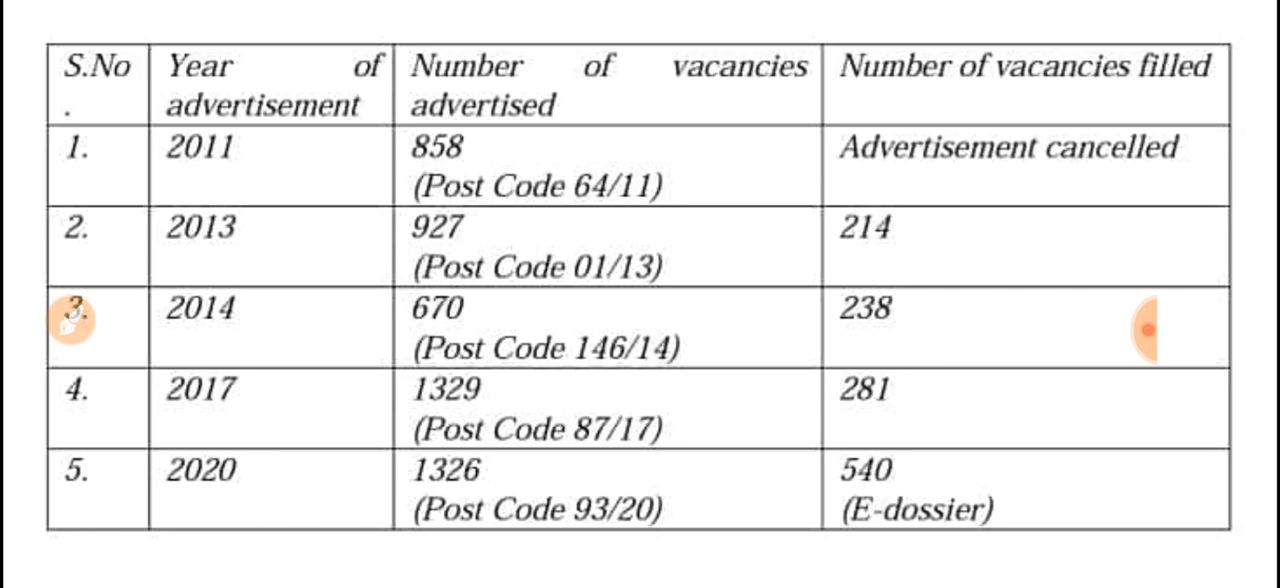 S.No Year of Number of vacancies Number of vacancies filled
. advertisement advertised
1. 2011 858 Advertisement cancelled
(Post Code 64/11)
2. 2013 927 214
(Post Code 01/13)
3. 2014 670 238
(Post Code 146/14)
4. 2017 1329 281
(Post Code 87/17)
5. 2020 1326 540
(Post Code 93/20) (E-dossier)